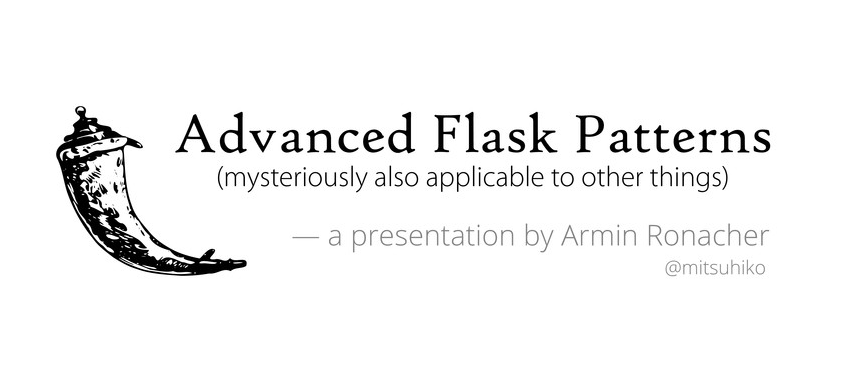 Advanced Flask Patterns
(mysteriously also applicable to other things)
— a presentation by Armin Ronacher
@mitsuhiko